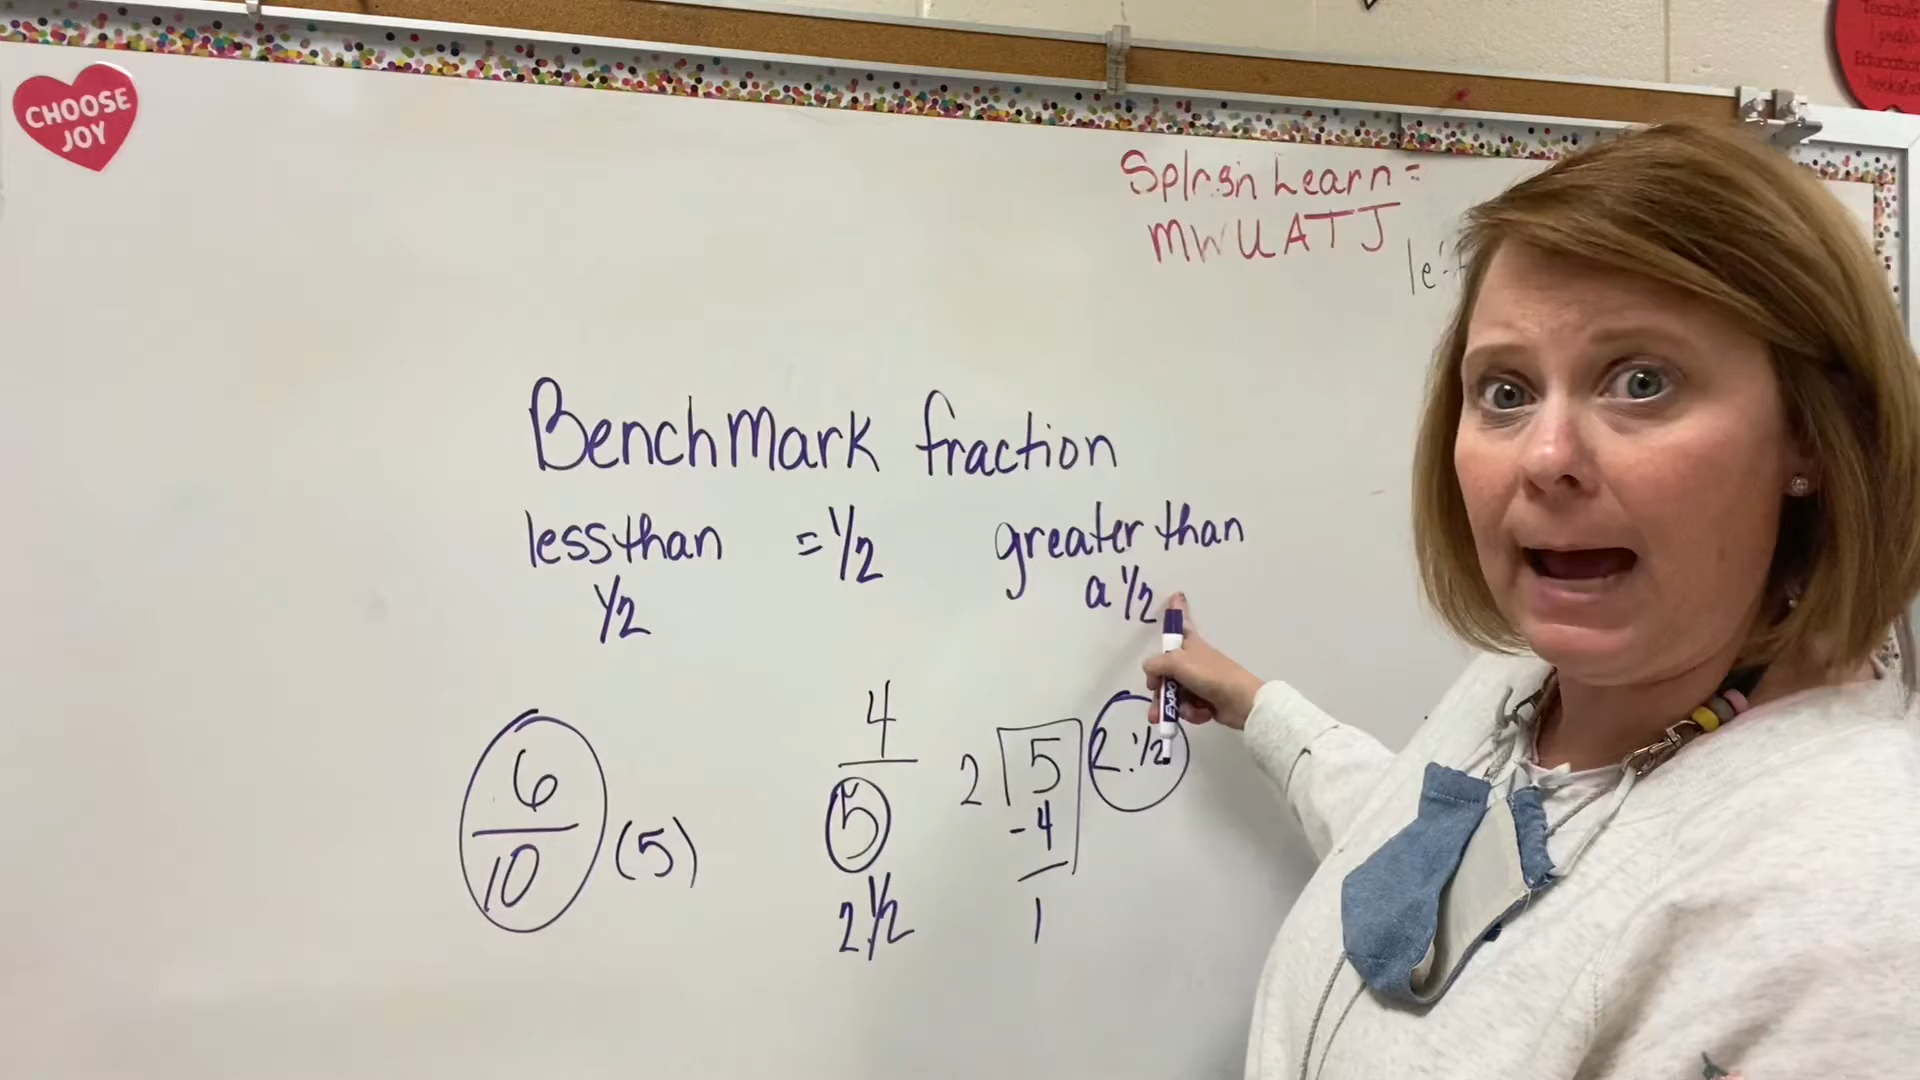 CHOOSE
JOY
Splash Learn =
MWUATJ
BenchMark fraction
less than = 1/2 greater than
1/2 a 1/2
6
10 (5)
4
5
2 1/2
2 5 2 1/2
- 4
1
EXPO